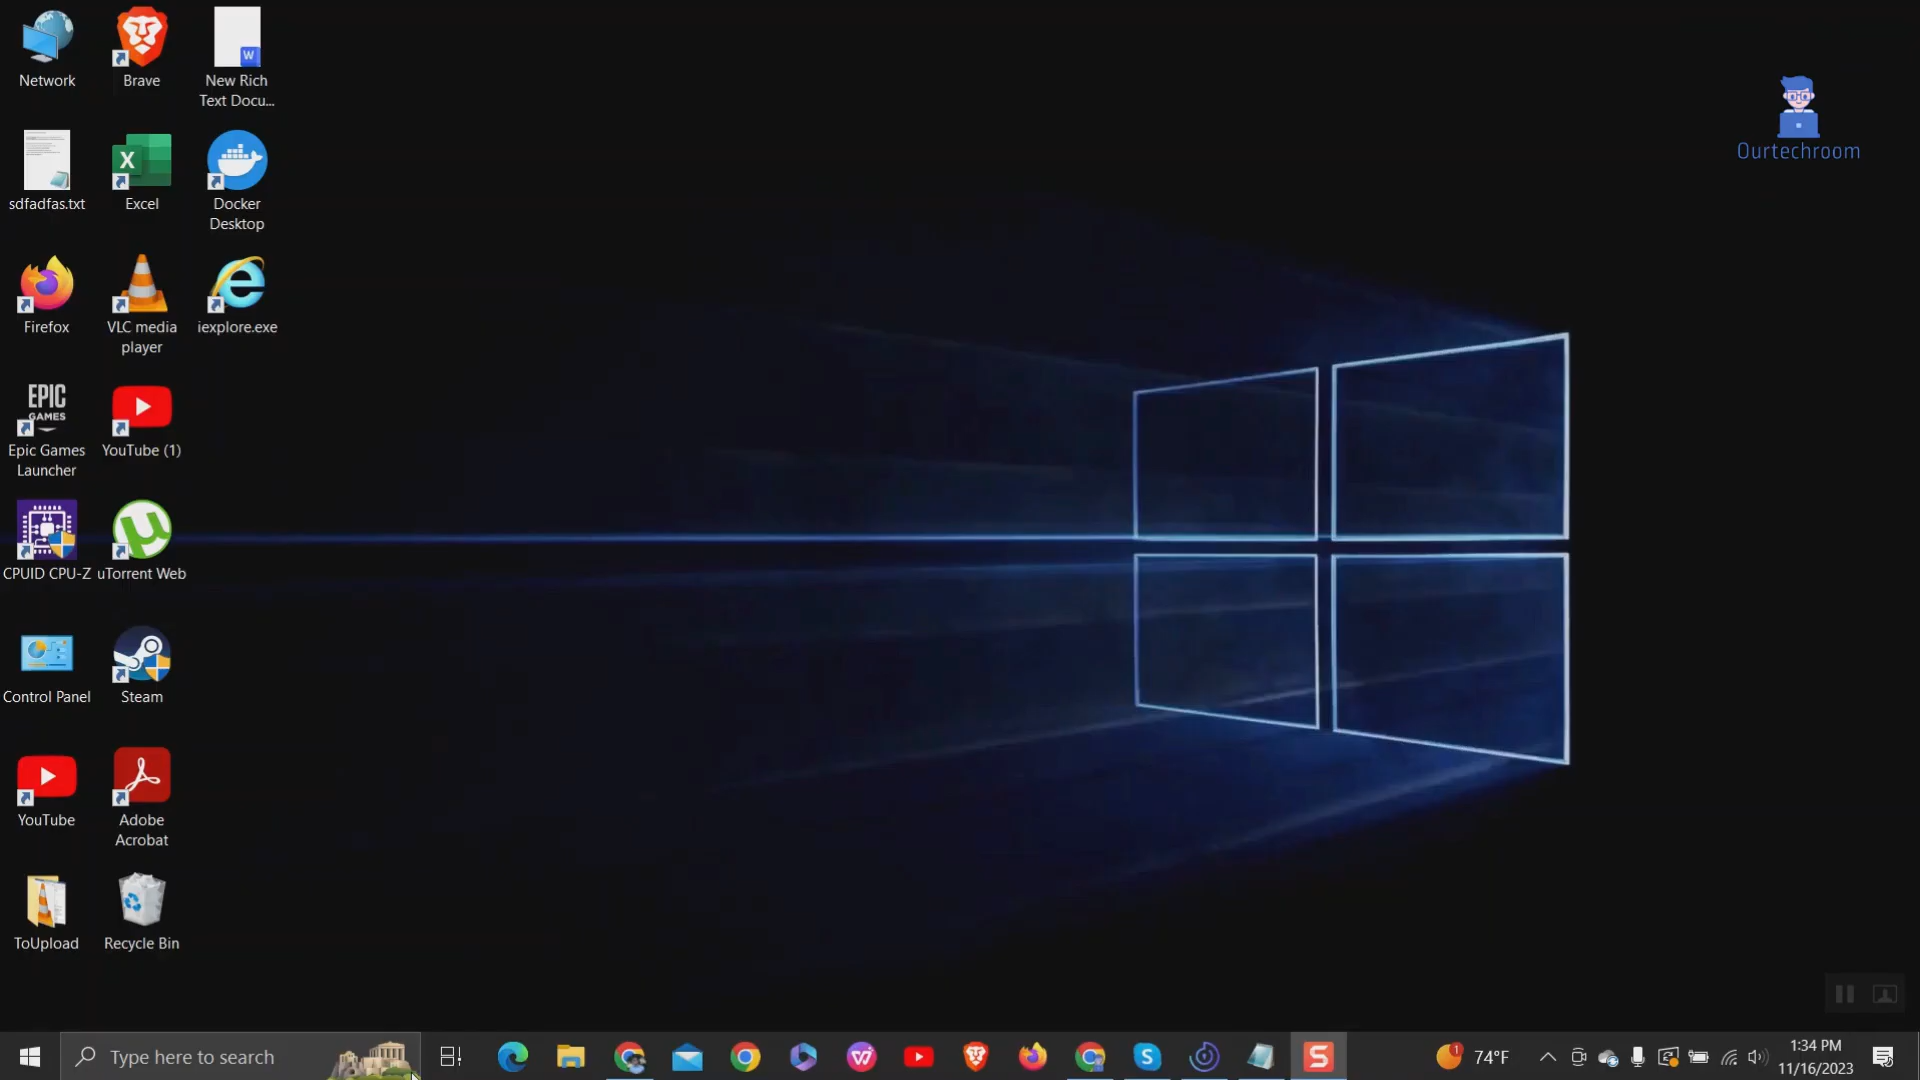 Network
Brave
New Rich
Text Docu...
sdfadfas.txt
Excel
Docker
Desktop
Firefox
VLC media
player
iexplore.exe
EPIC
GAMES
Epic Games
Launcher
YouTube (1)
CPUID CPU-Z
uTorrent Web
Control Panel
Steam
YouTube
Adobe
Acrobat
ToUpload
Recycle Bin
Ourtechroom
Type here to search
74°F
1:34 PM
11/16/2023